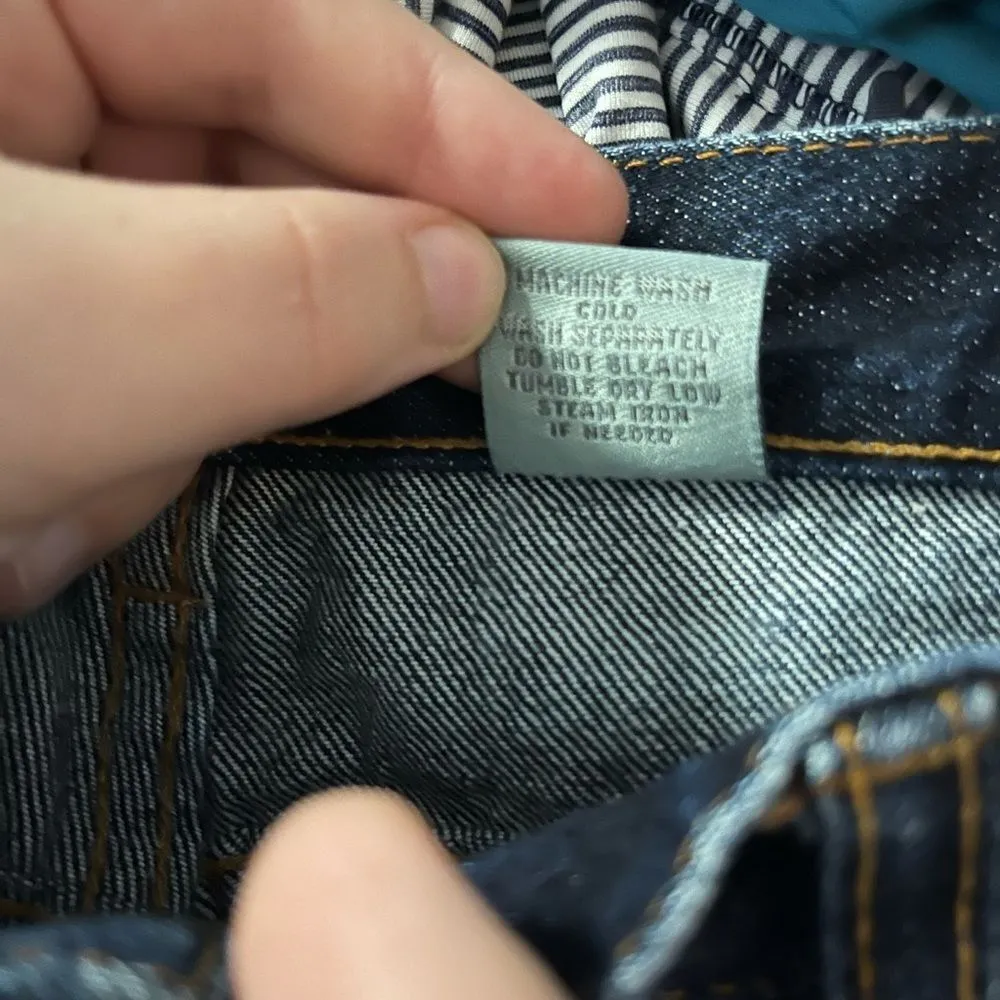 MACHINE WASH
COLD
WASH SEPARATELY
DO NOT BLEACH
TUMBLE DRY LOW
STEAM IRON
IF NEEDED